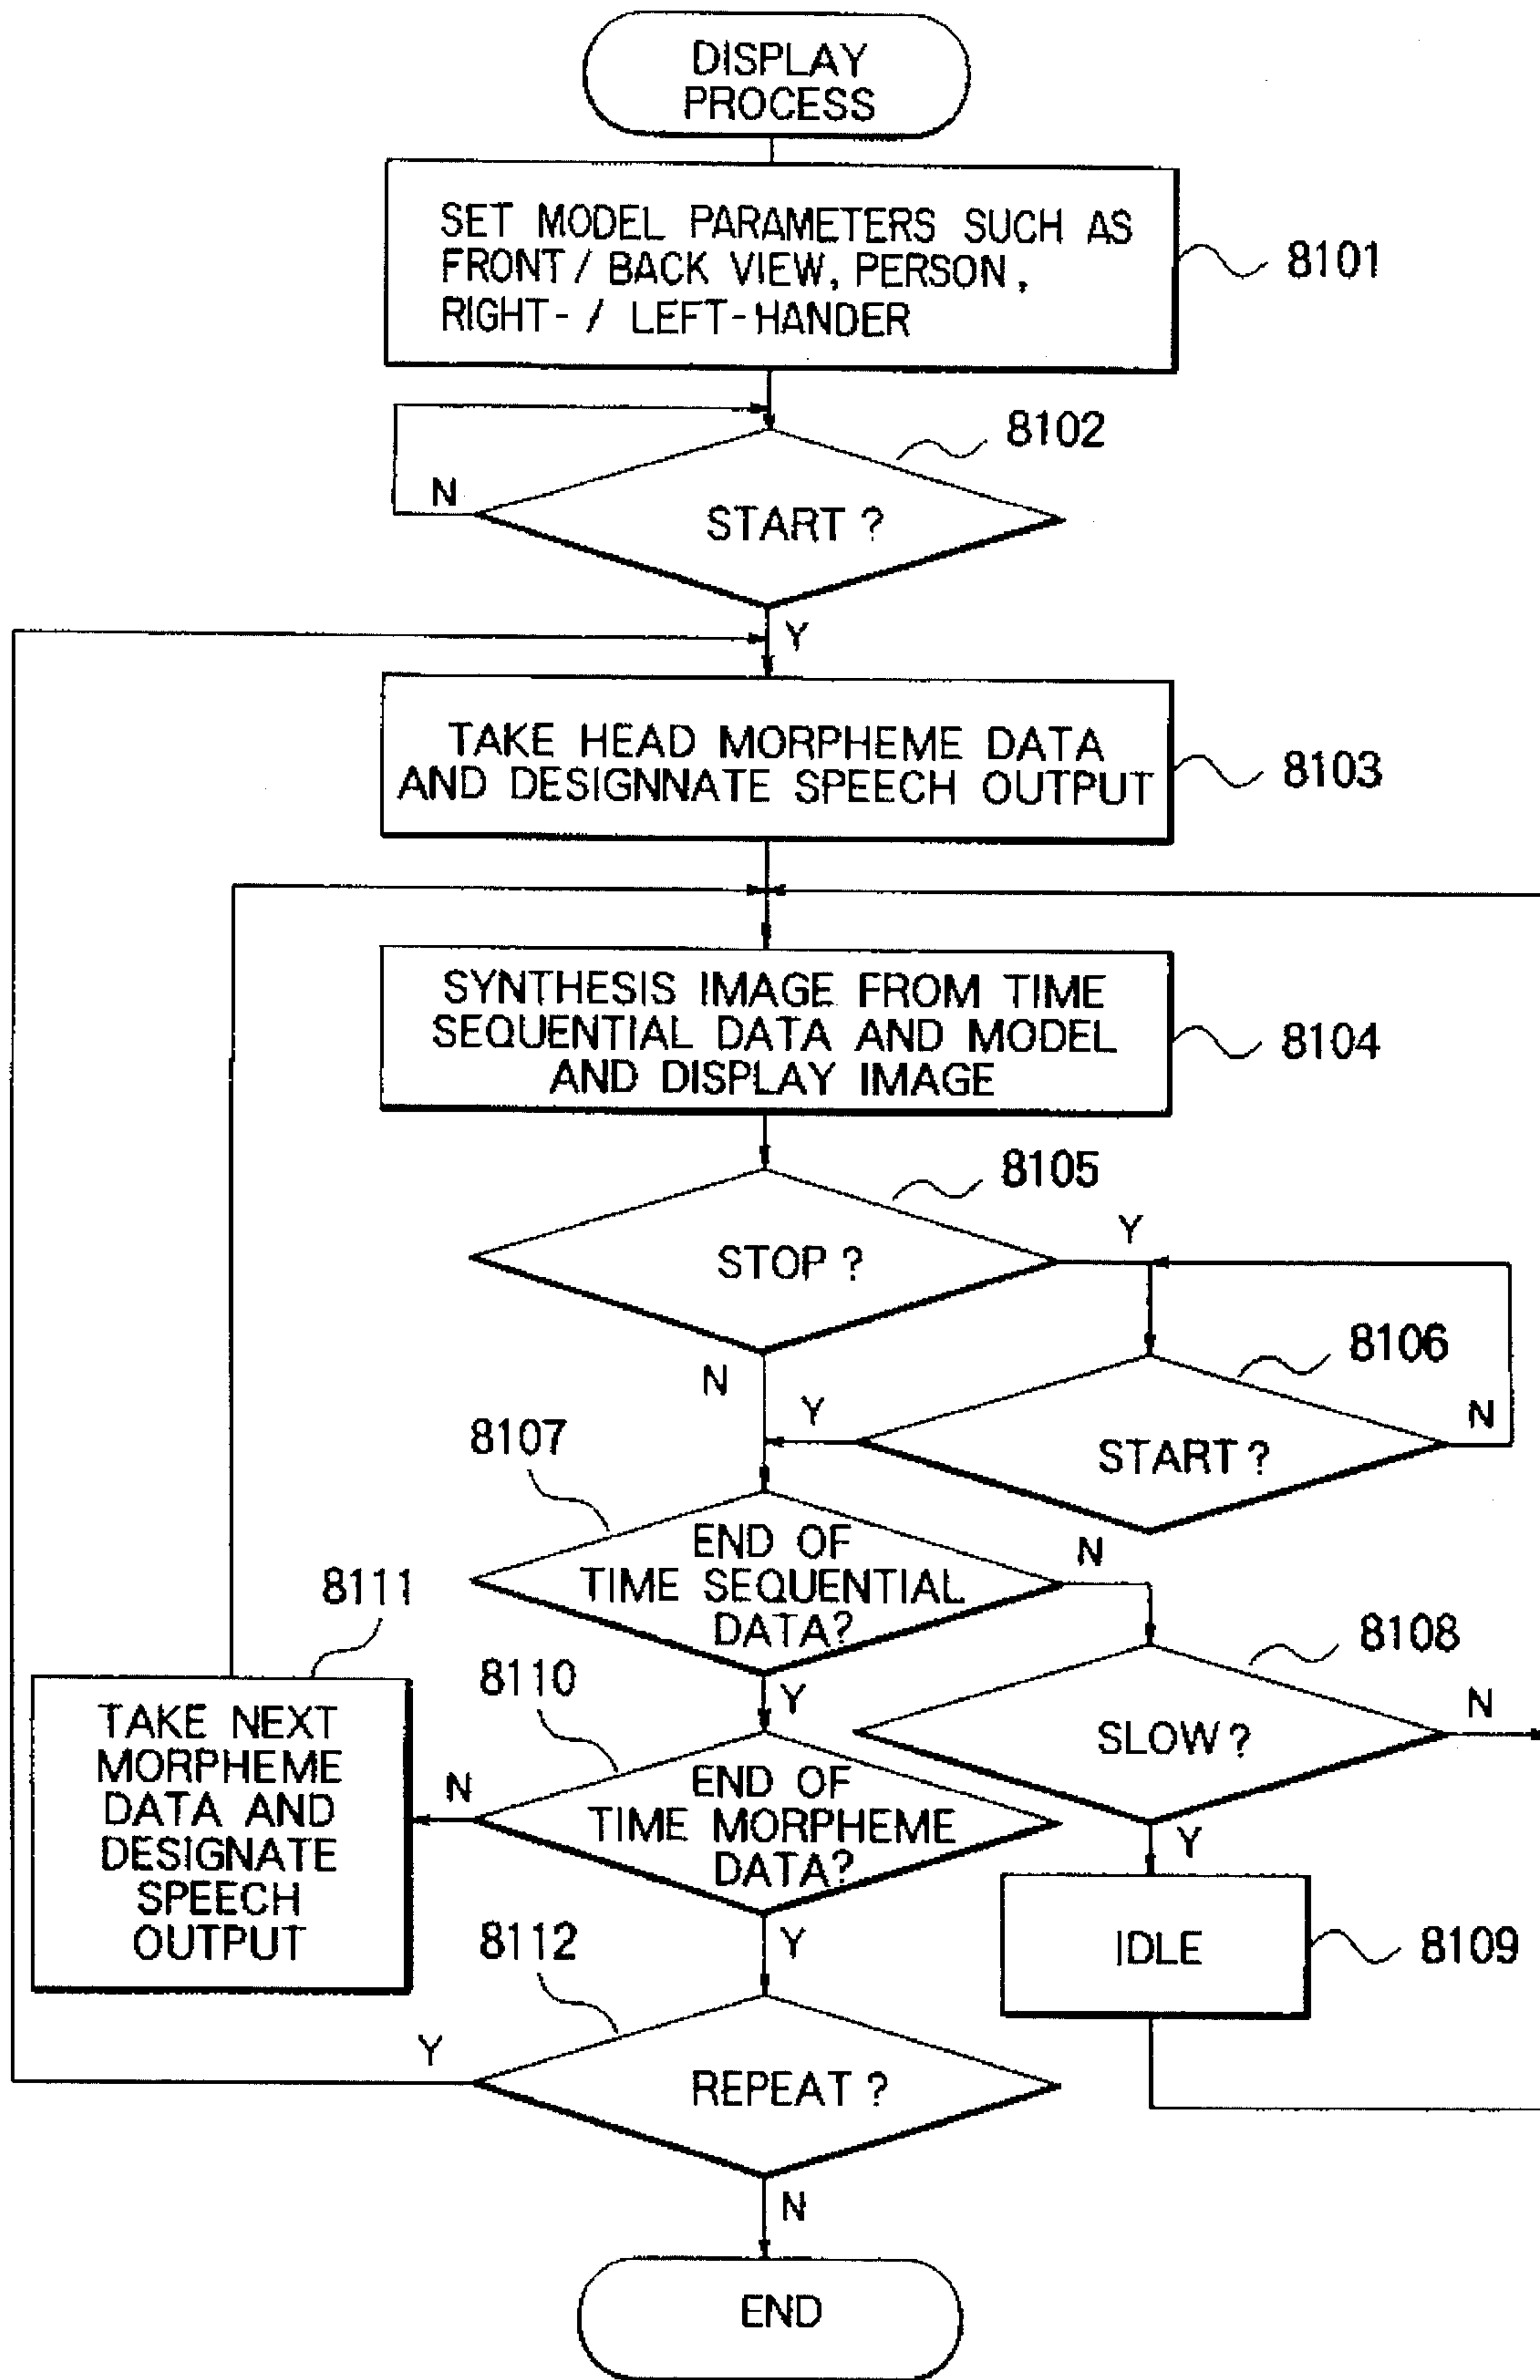 DISPLAY
PROCESS
SET MODEL PARAMETERS SUCH AS
FRONT / BACK VIEW, PERSON,
RIGHT- / LEFT-HANDER
8101
8102
N
START ?
Y
TAKE HEAD MORPHEME DATA
AND DESIGNNATE SPEECH OUTPUT
8103
SYNTHESIS IMAGE FROM TIME
SEQUENTIAL DATA AND MODEL
AND DISPLAY IMAGE
8104
8105
Y
STOP ?
8106
N
Y
N
START ?
8107
END OF
TIME SEQUENTIAL
DATA?
N
8111
8108
8110
Y
N
TAKE NEXT
MORPHEME
DATA AND
DESIGNATE
SPEECH
OUTPUT
SLOW ?
N
END OF
TIME MORPHEME
DATA?
Y
8112
Y
IDLE
8109
Y
REPEAT ?
N
END